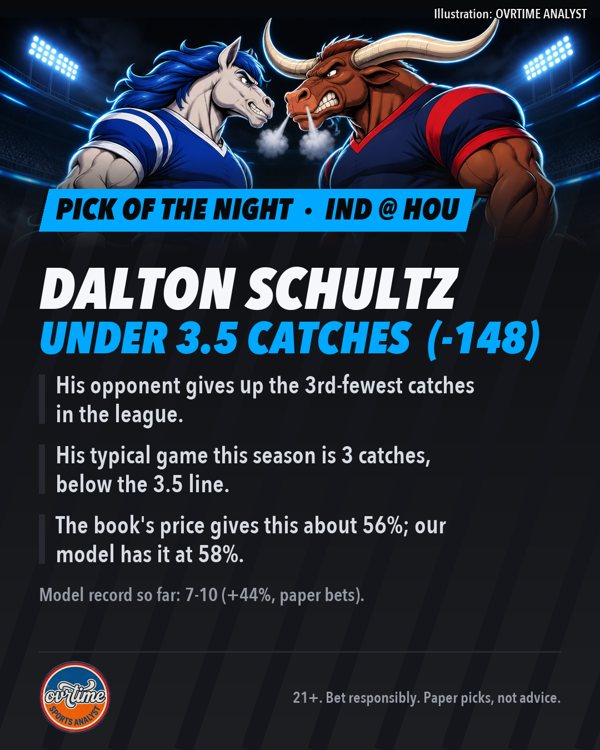 Illustration: OVRTIME ANALYST
PICK OF THE NIGHT • IND @ HOU
DALTON SCHULTZ
UNDER 3.5 CATCHES (-148)
His opponent gives up the 3rd-fewest catches
in the league.
His typical game this season is 3 catches,
below the 3.5 line.
The book's price gives this about 56%; our
model has it at 58%.
Model record so far: 7-10 (+44%, paper bets).
ovrtime
SPORTS ANALYST
21+. Bet responsibly. Paper picks, not advice.